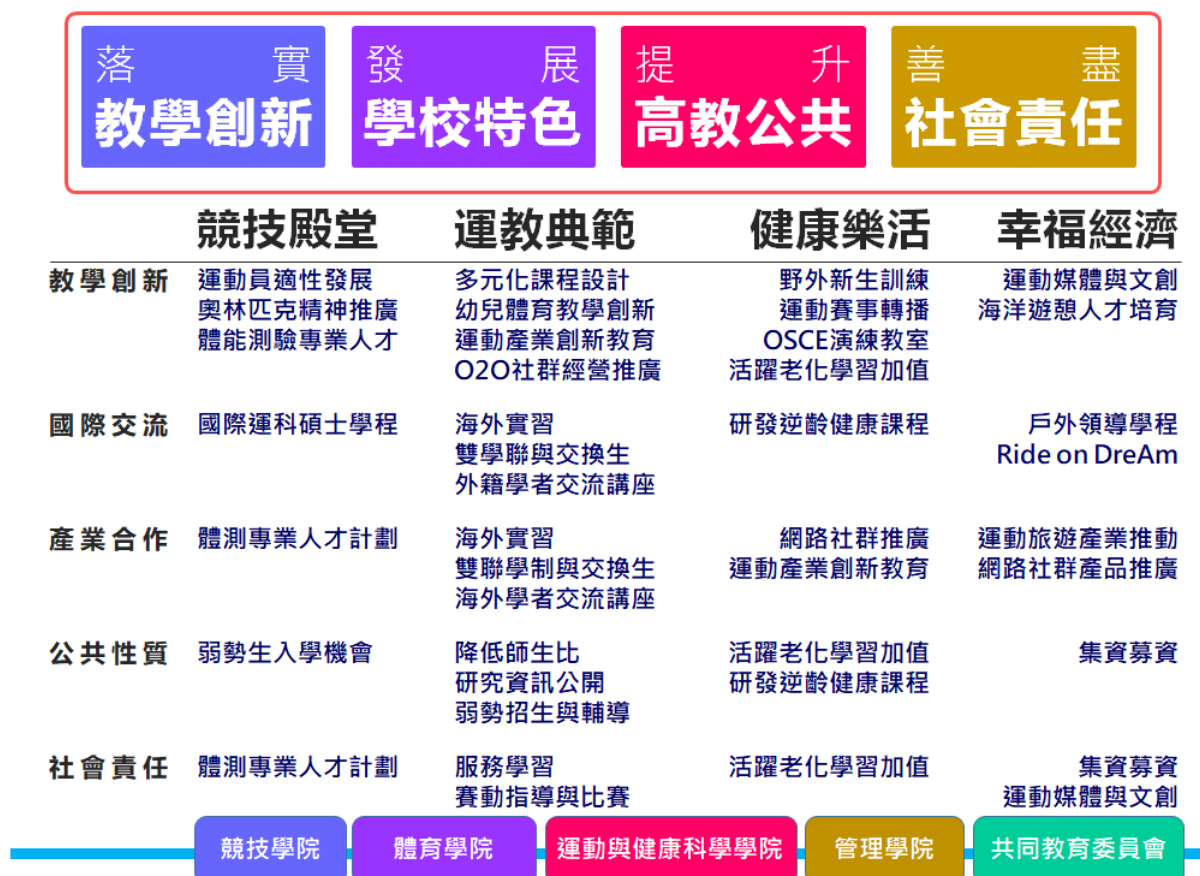 落實 發展 提升 善盡
教學創新 學校特色 高教公共 社會責任
競技殿堂 運教典範 健康樂活 幸福經濟
教學創新 運動員適性發展 多元化課程設計 野外新生訓練 運動媒體與文創
奧林匹克精神推廣 幼兒體育教學創新 運動賽事轉播 海洋遊憩人才培育
體能測驗專業人才 運動產業創新教育 OSCE演練教室
O2O社群經營推廣 活躍老化學習加值
國際交流 國際運科碩士學程 海外實習 研發逆齡健康課程 戶外領導學程
雙學聯與交換生 Ride on DreAm
外籍學者交流講座
產業合作 體測專業人才計劃 海外實習 網路社群推廣 運動旅遊產業推動
雙聯學制與交換生 運動產業創新教育 網路社群產品推廣
海外學者交流講座
公共性質 弱勢生入學機會 降低師生比 活躍老化學習加值 集資募資
研究資訊公開 研發逆齡健康課程
弱勢招生與輔導
社會責任 體測專業人才計劃 服務學習 活躍老化學習加值 集資募資
賽動指導與比賽 運動媒體與文創
競技學院 體育學院 運動與健康科學學院 管理學院 共同教育委員會